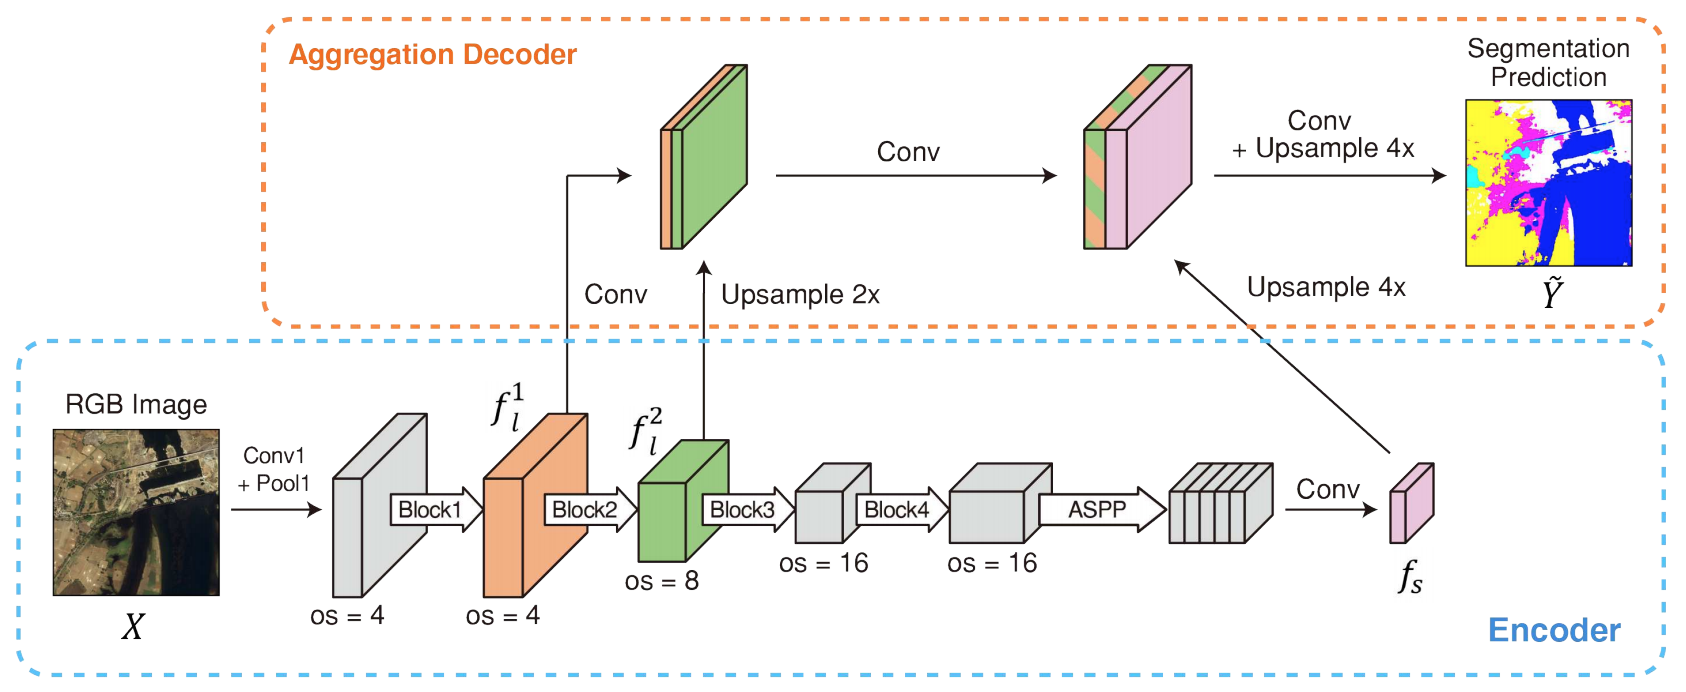 Aggregation Decoder
Segmentation
Prediction
Conv
Conv
+ Upsample 4x
Ỹ
Conv
Upsample 2x
Upsample 4x
RGB Image
X
Conv1
+ Pool1
os = 4
Block1
f_l^1
os = 4
Block2
f_l^2
os = 8
Block3
os = 16
Block4
os = 16
ASPP
Conv
f_s
Encoder